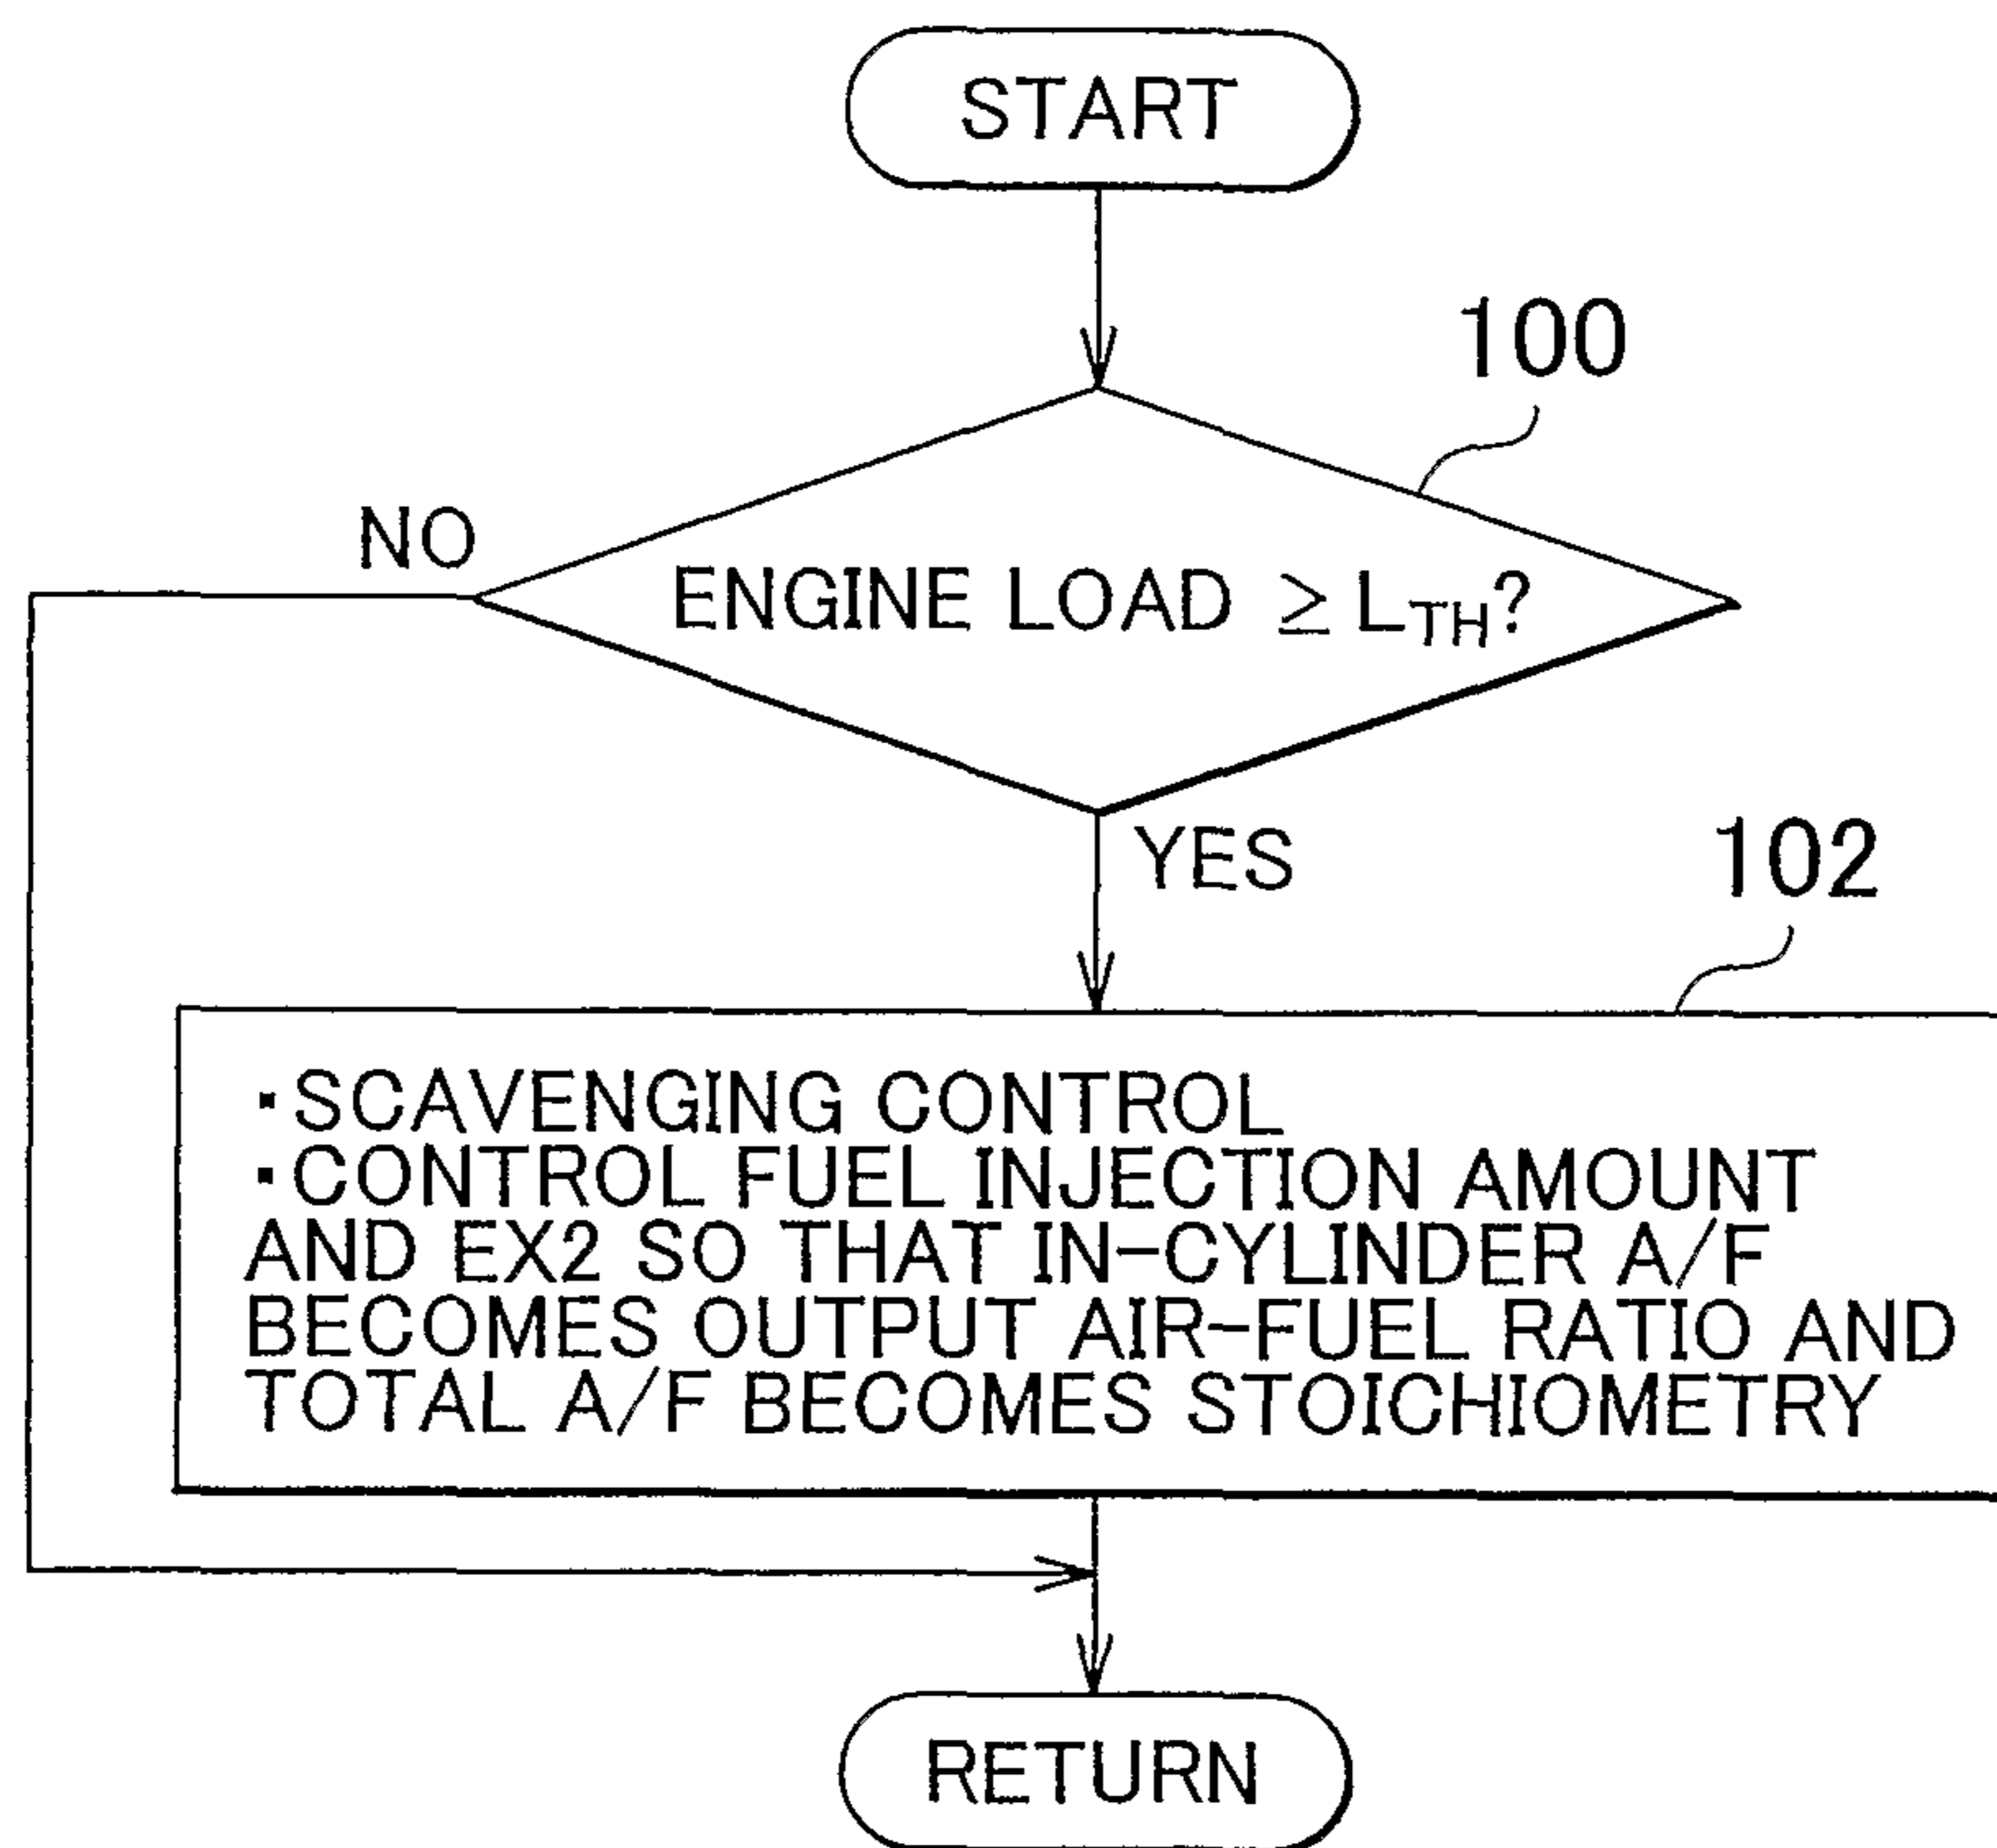 START
100
NO
ENGINE LOAD ≥ LTH?
YES
102
・SCAVENGING CONTROL
・CONTROL FUEL INJECTION AMOUNT
AND EX2 SO THAT IN-CYLINDER A/F
BECOMES OUTPUT AIR-FUEL RATIO AND
TOTAL A/F BECOMES STOICHIOMETRY
RETURN